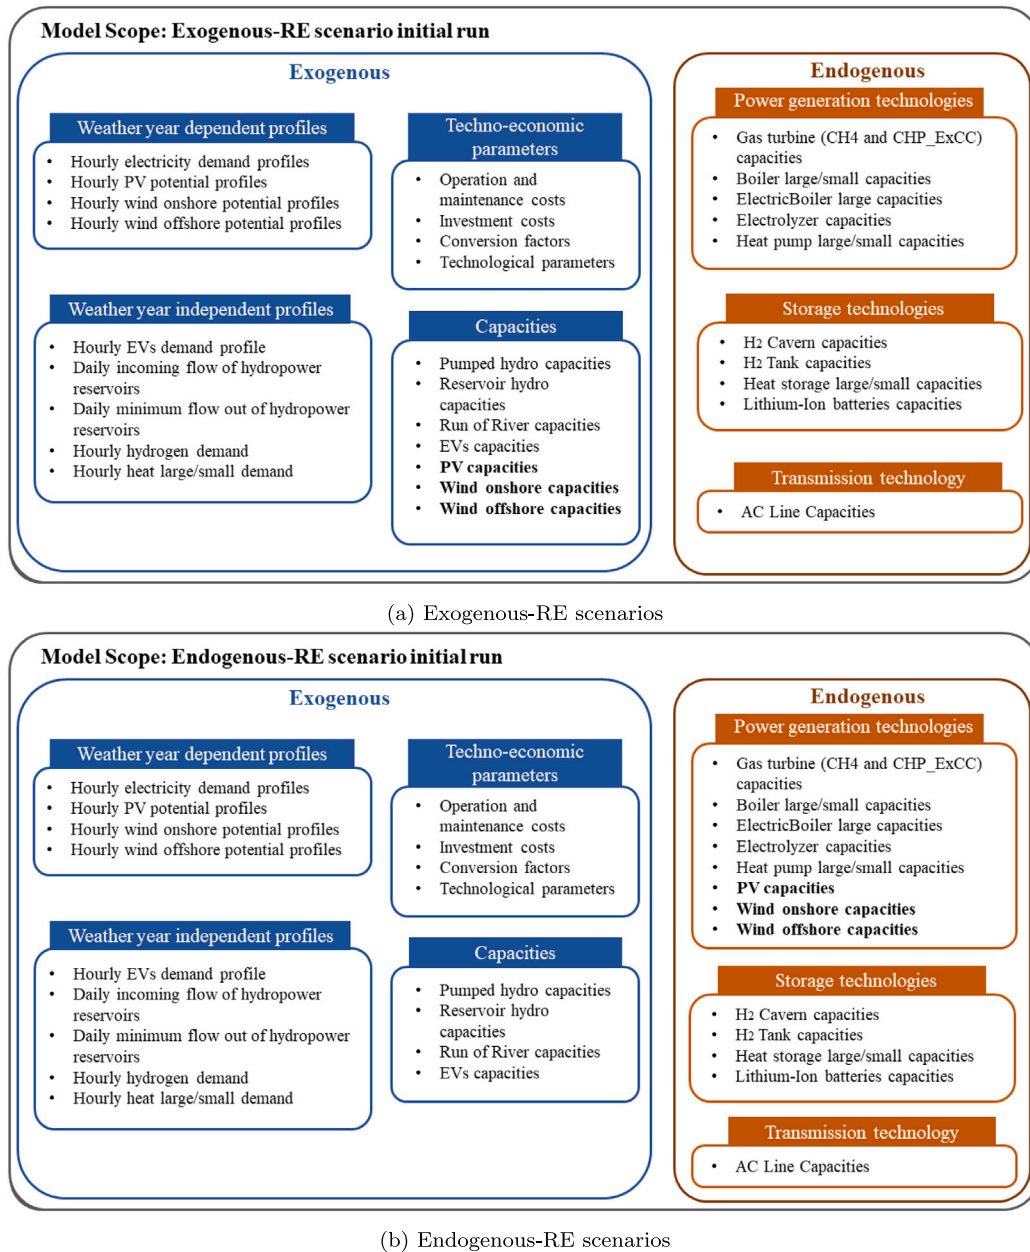 Model Scope: Exogenous-RE scenario initial run
Exogenous
Weather year dependent profiles
• Hourly electricity demand profiles
• Hourly PV potential profiles
• Hourly wind onshore potential profiles
• Hourly wind offshore potential profiles
Weather year independent profiles
• Hourly EVs demand profile
• Daily incoming flow of hydropower
reservoirs
• Daily minimum flow out of hydropower
reservoirs
• Hourly hydrogen demand
• Hourly heat large/small demand
Techno-economic
parameters
• Operation and
maintenance costs
• Investment costs
• Conversion factors
• Technological parameters
Capacities
• Pumped hydro capacities
• Reservoir hydro
capacities
• Run of River capacities
• EVs capacities
• PV capacities
• Wind onshore capacities
• Wind offshore capacities
Endogenous
Power generation technologies
• Gas turbine (CH4 and CHP_ExCC)
capacities
• Boiler large/small capacities
• ElectricBoiler large capacities
• Electrolyzer capacities
• Heat pump large/small capacities
Storage technologies
• H2 Cavern capacities
• H2 Tank capacities
• Heat storage large/small capacities
• Lithium-Ion batteries capacities
Transmission technology
• AC Line Capacities
(a) Exogenous-RE scenarios
Model Scope: Endogenous-RE scenario initial run
Exogenous
Weather year dependent profiles
• Hourly electricity demand profiles
• Hourly PV potential profiles
• Hourly wind onshore potential profiles
• Hourly wind offshore potential profiles
Weather year independent profiles
• Hourly EVs demand profile
• Daily incoming flow of hydropower
reservoirs
• Daily minimum flow out of hydropower
reservoirs
• Hourly hydrogen demand
• Hourly heat large/small demand
Techno-economic
parameters
• Operation and
maintenance costs
• Investment costs
• Conversion factors
• Technological parameters
Capacities
• Pumped hydro capacities
• Reservoir hydro
capacities
• Run of River capacities
• EVs capacities
Endogenous
Power generation technologies
• Gas turbine (CH4 and CHP_ExCC)
capacities
• Boiler large/small capacities
• ElectricBoiler large capacities
• Electrolyzer capacities
• Heat pump large/small capacities
• PV capacities
• Wind onshore capacities
• Wind offshore capacities
Storage technologies
• H2 Cavern capacities
• H2 Tank capacities
• Heat storage large/small capacities
• Lithium-Ion batteries capacities
Transmission technology
• AC Line Capacities
(b) Endogenous-RE scenarios